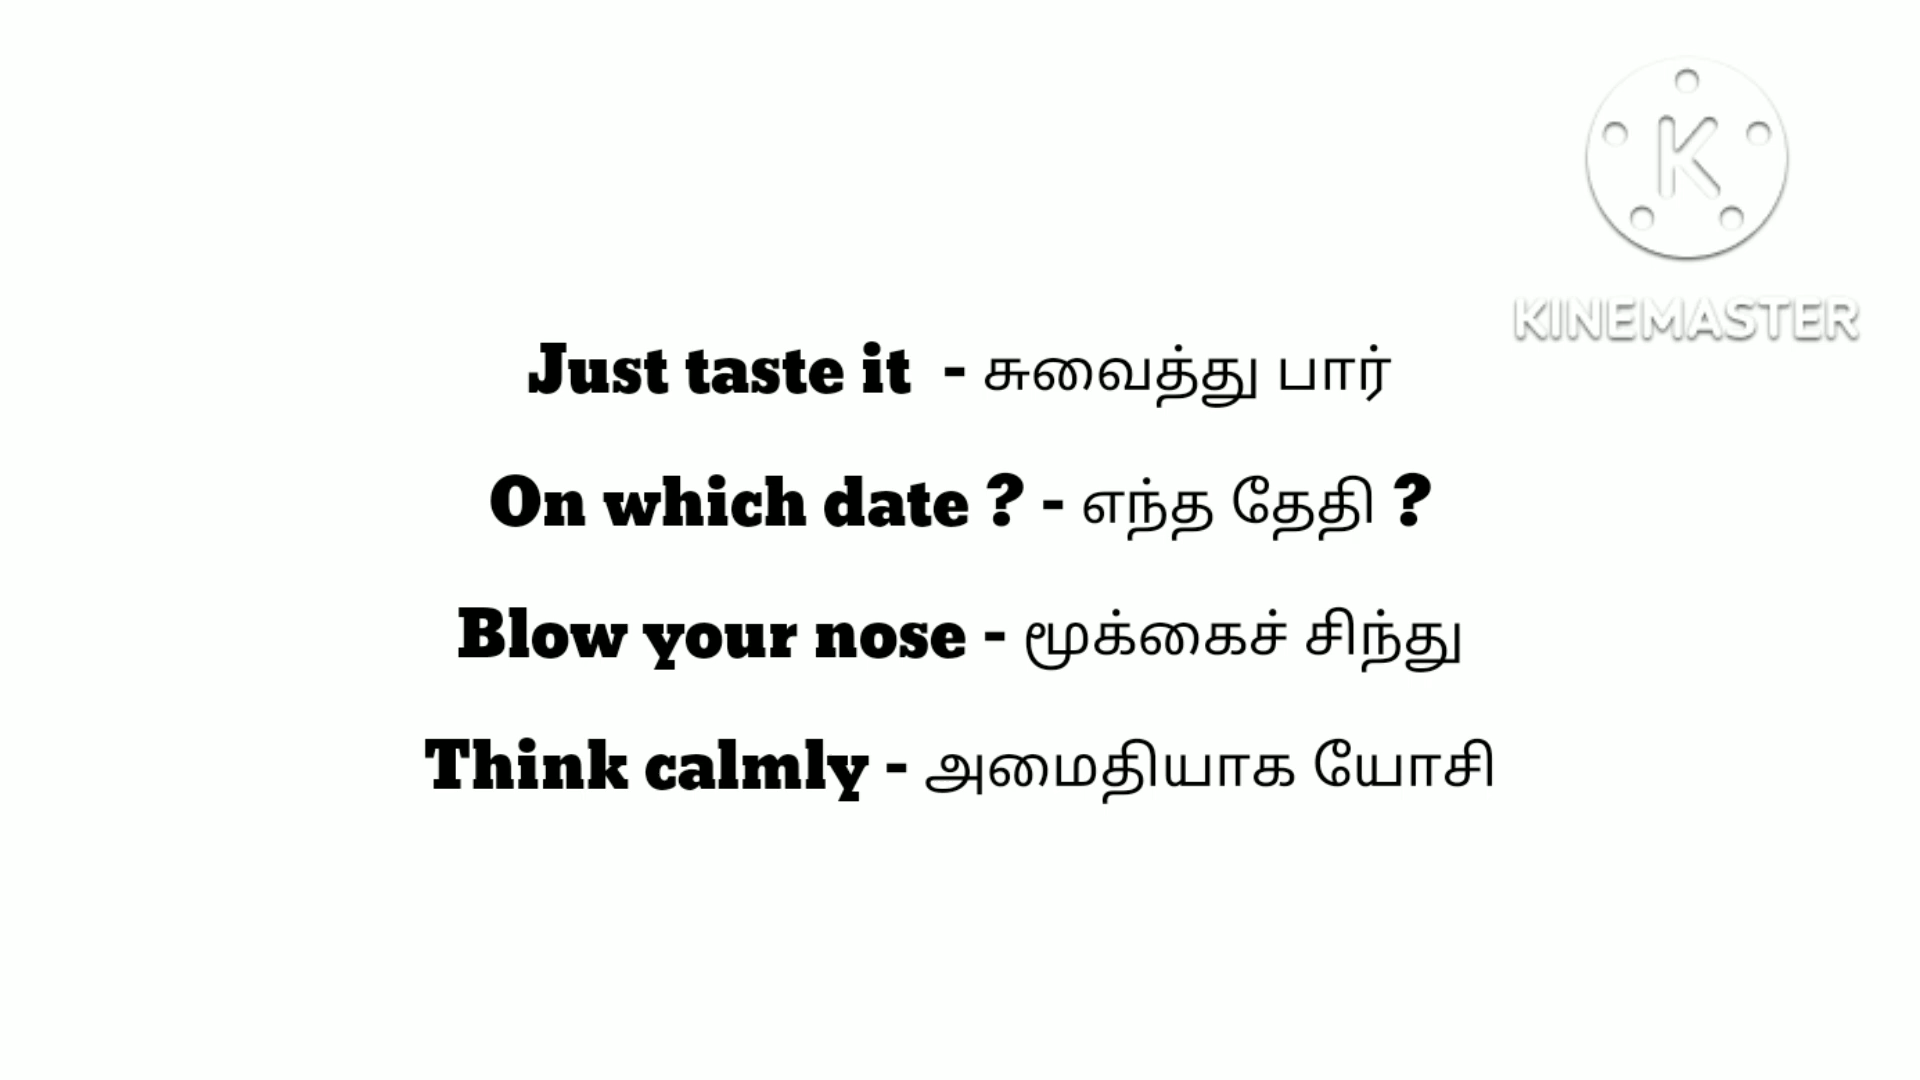 K
KINEMASTER
Just taste it - சுவைத்து பார்
On which date ? - எந்த தேதி ?
Blow your nose - மூக்கைச் சிந்து
Think calmly - அமைதியாக யோசி